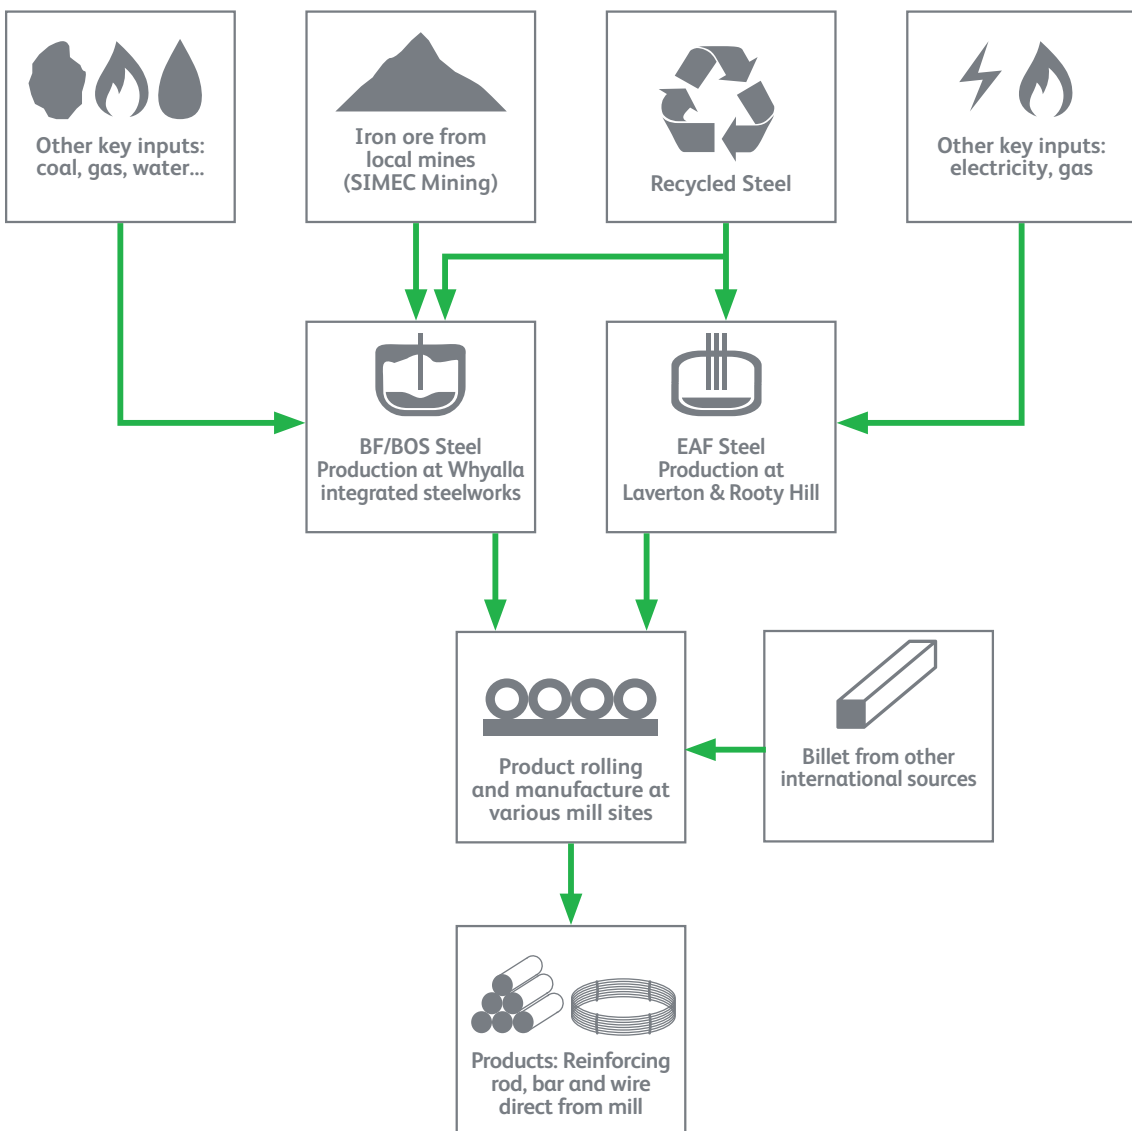 Other key inputs:
coal, gas, water...
Iron ore from
local mines
(SIMEC Mining)
Recycled Steel
Other key inputs:
electricity, gas
BF/BOS Steel
Production at Whyalla
integrated steelworks
EAF Steel
Production at
Laverton & Rooty Hill
Product rolling
and manufacture at
various mill sites
Billet from other
international sources
Products: Reinforcing
rod, bar and wire
direct from mill